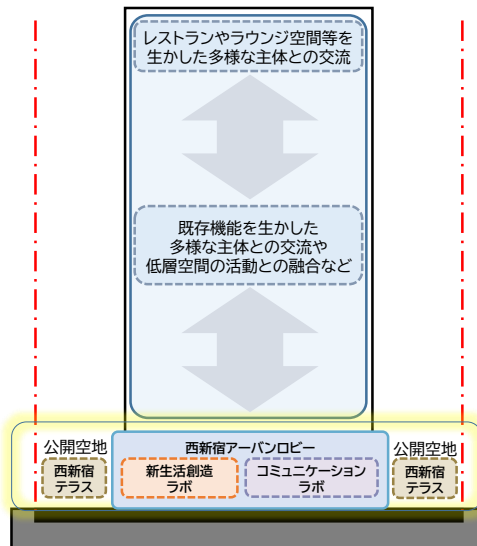 レストランやラウンジ空間等を
生かした多様な主体との交流
既存機能を生かした
多様な主体との交流や
低層空間の活動との融合など
公開空地
西新宿
テラス
西新宿アーバンロビー
新生活創造
ラボ
コミュニケーション
ラボ
公開空地
西新宿
テラス